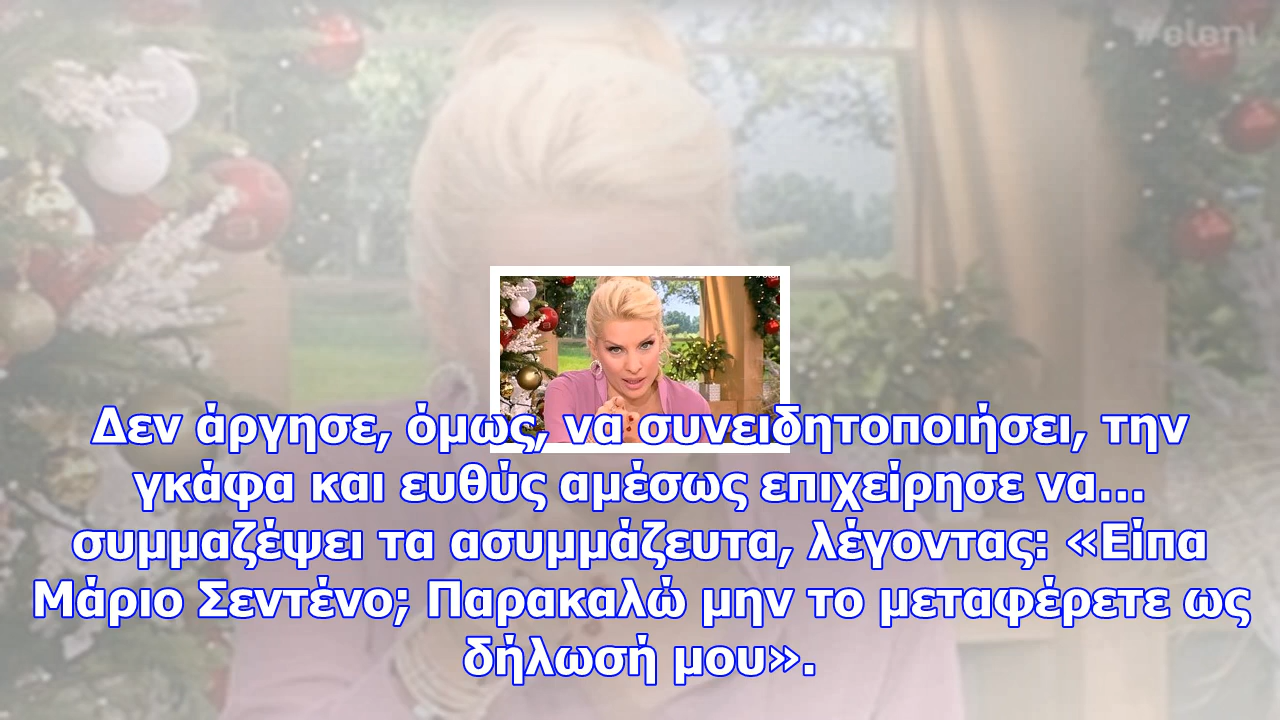 #eleni
Δεν άργησε, όμως, να συνειδητοποιήσει, την
γκάφα και ευθύς αμέσως επιχείρησε να...
συμμαζέψει τα ασυμμάζευτα, λέγοντας: «Είπα
Μάριο Σεντένο; Παρακαλώ μην το μεταφέρετε ως
δήλωσή μου».